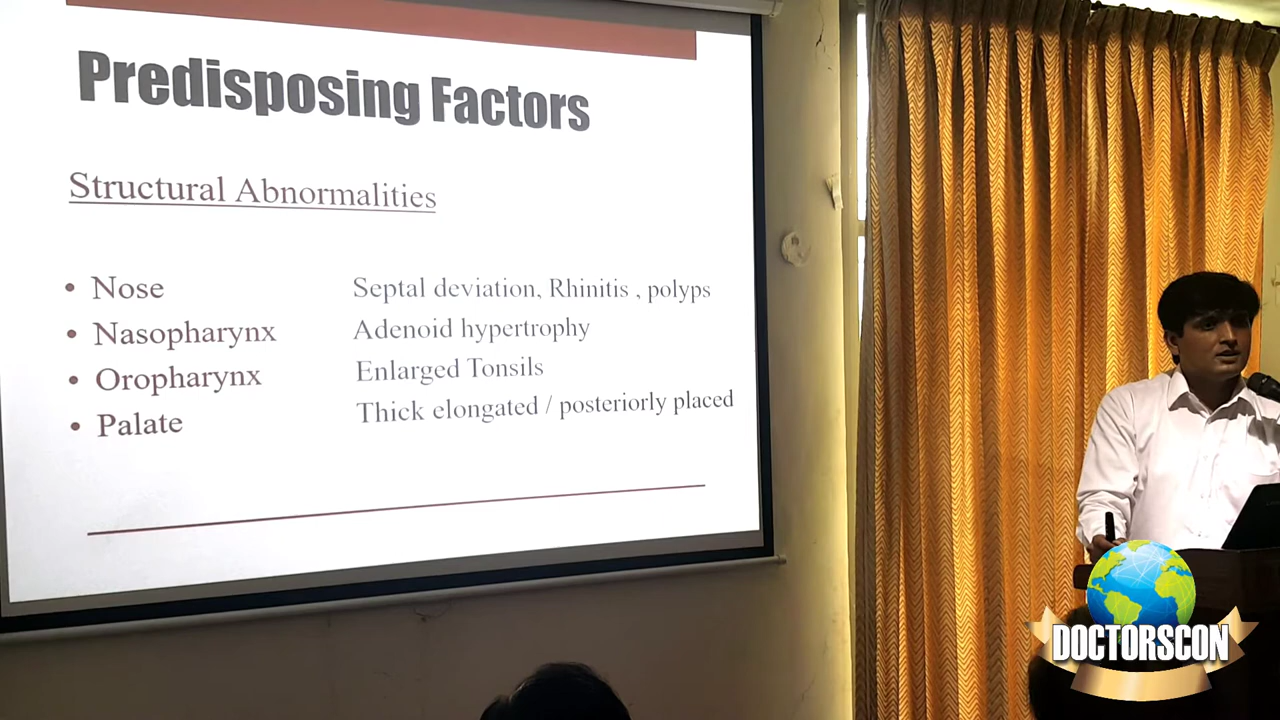 Predisposing Factors
Structural Abnormalities
• Nose Septal deviation, Rhinitis , polyps
• Nasopharynx Adenoid hypertrophy
• Oropharynx Enlarged Tonsils
• Palate Thick elongated / posteriorly placed
DOCTORSCON